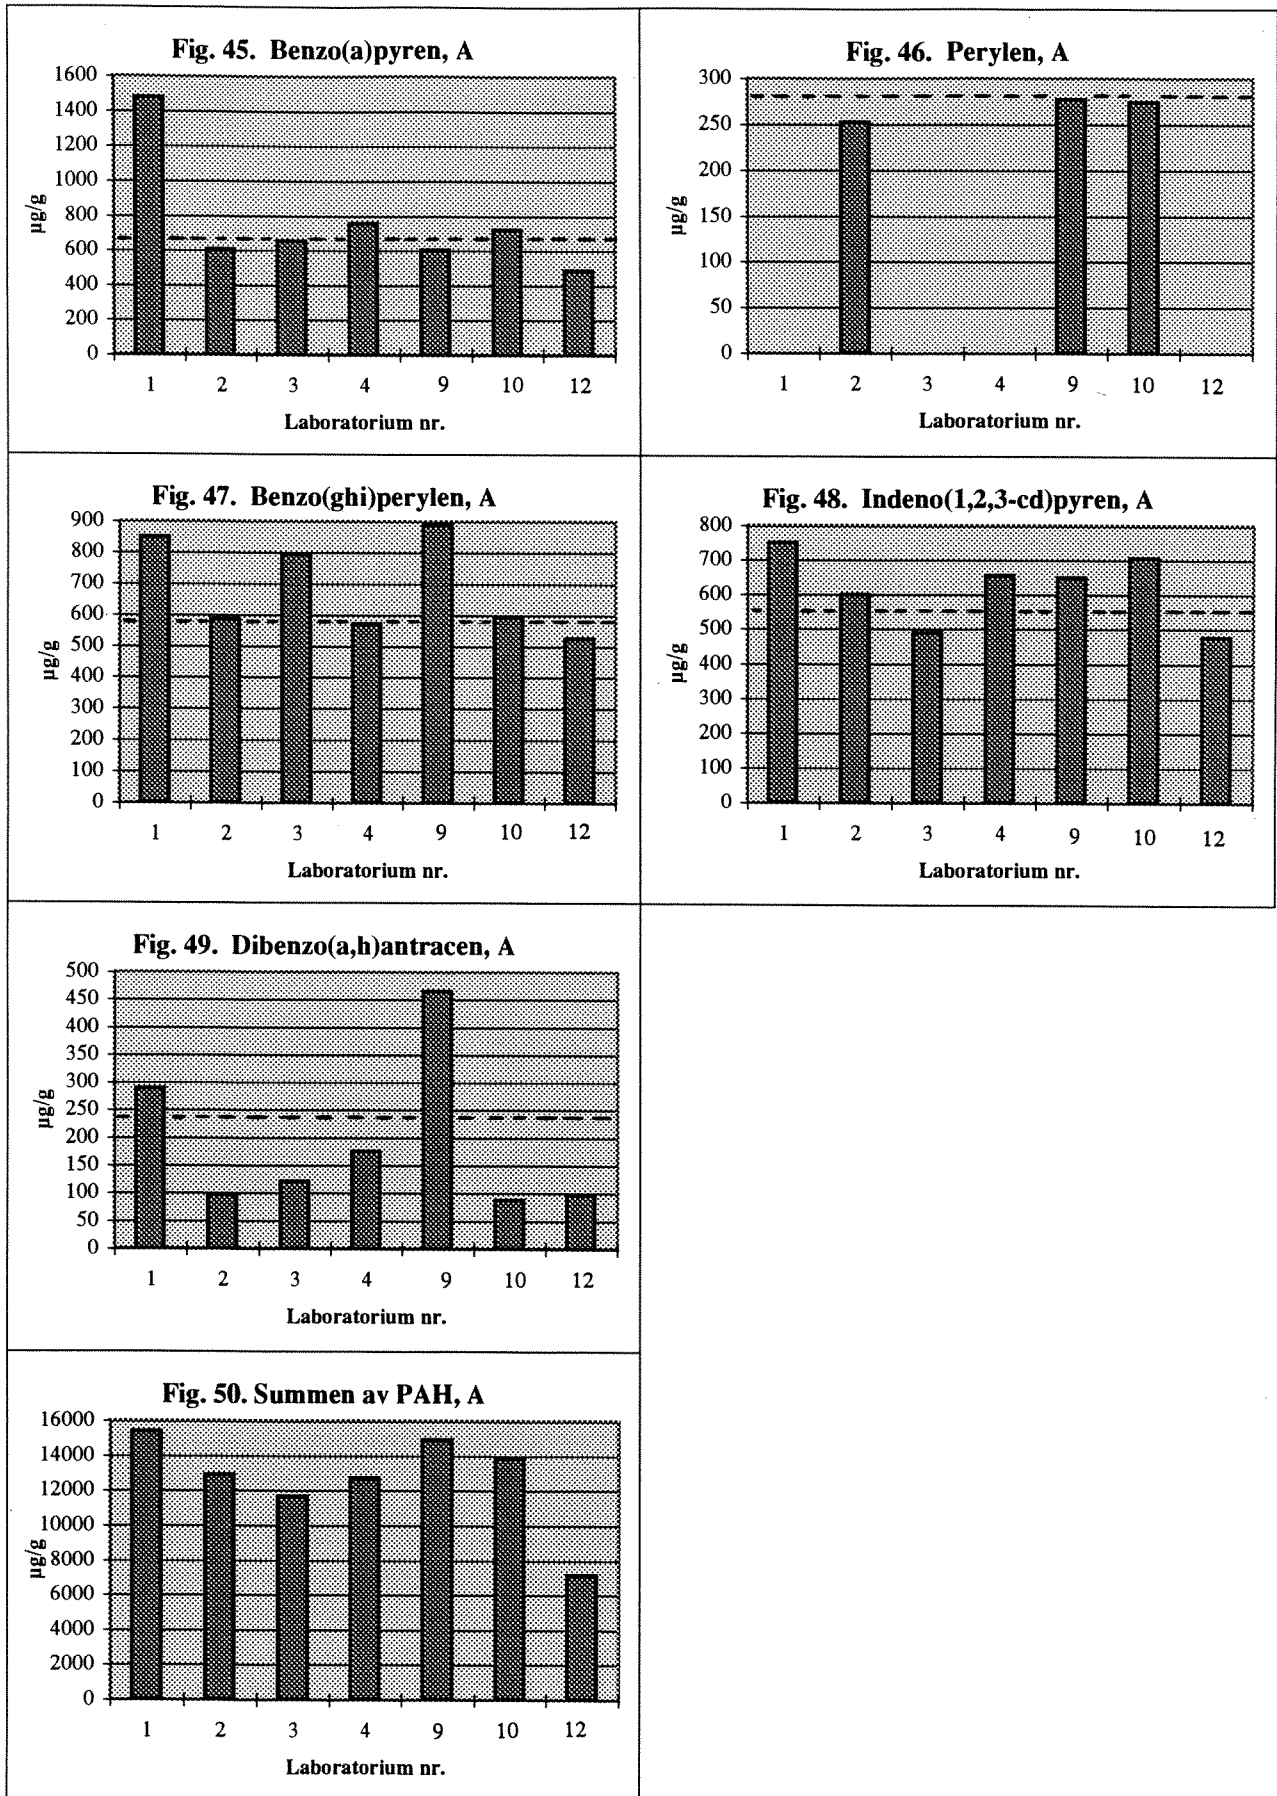 Fig. 45. Benzo(a)pyren, A
1600
1400
1200
1000
800
600
400
200
0
µg/g
1 2 3 4 9 10 12
Laboratorium nr.
Fig. 46. Perylen, A
300
250
200
150
100
50
0
µg/g
1 2 3 4 9 10 12
Laboratorium nr.
Fig. 47. Benzo(ghi)perylen, A
900
800
700
600
500
400
300
200
100
0
µg/g
1 2 3 4 9 10 12
Laboratorium nr.
Fig. 48. Indeno(1,2,3-cd)pyren, A
800
700
600
500
400
300
200
100
0
µg/g
1 2 3 4 9 10 12
Laboratorium nr.
Fig. 49. Dibenzo(a,h)antracen, A
500
450
400
350
300
250
200
150
100
50
0
µg/g
1 2 3 4 9 10 12
Laboratorium nr.
Fig. 50. Summen av PAH, A
16000
14000
12000
10000
8000
6000
4000
2000
0
µg/g
1 2 3 4 9 10 12
Laboratorium nr.